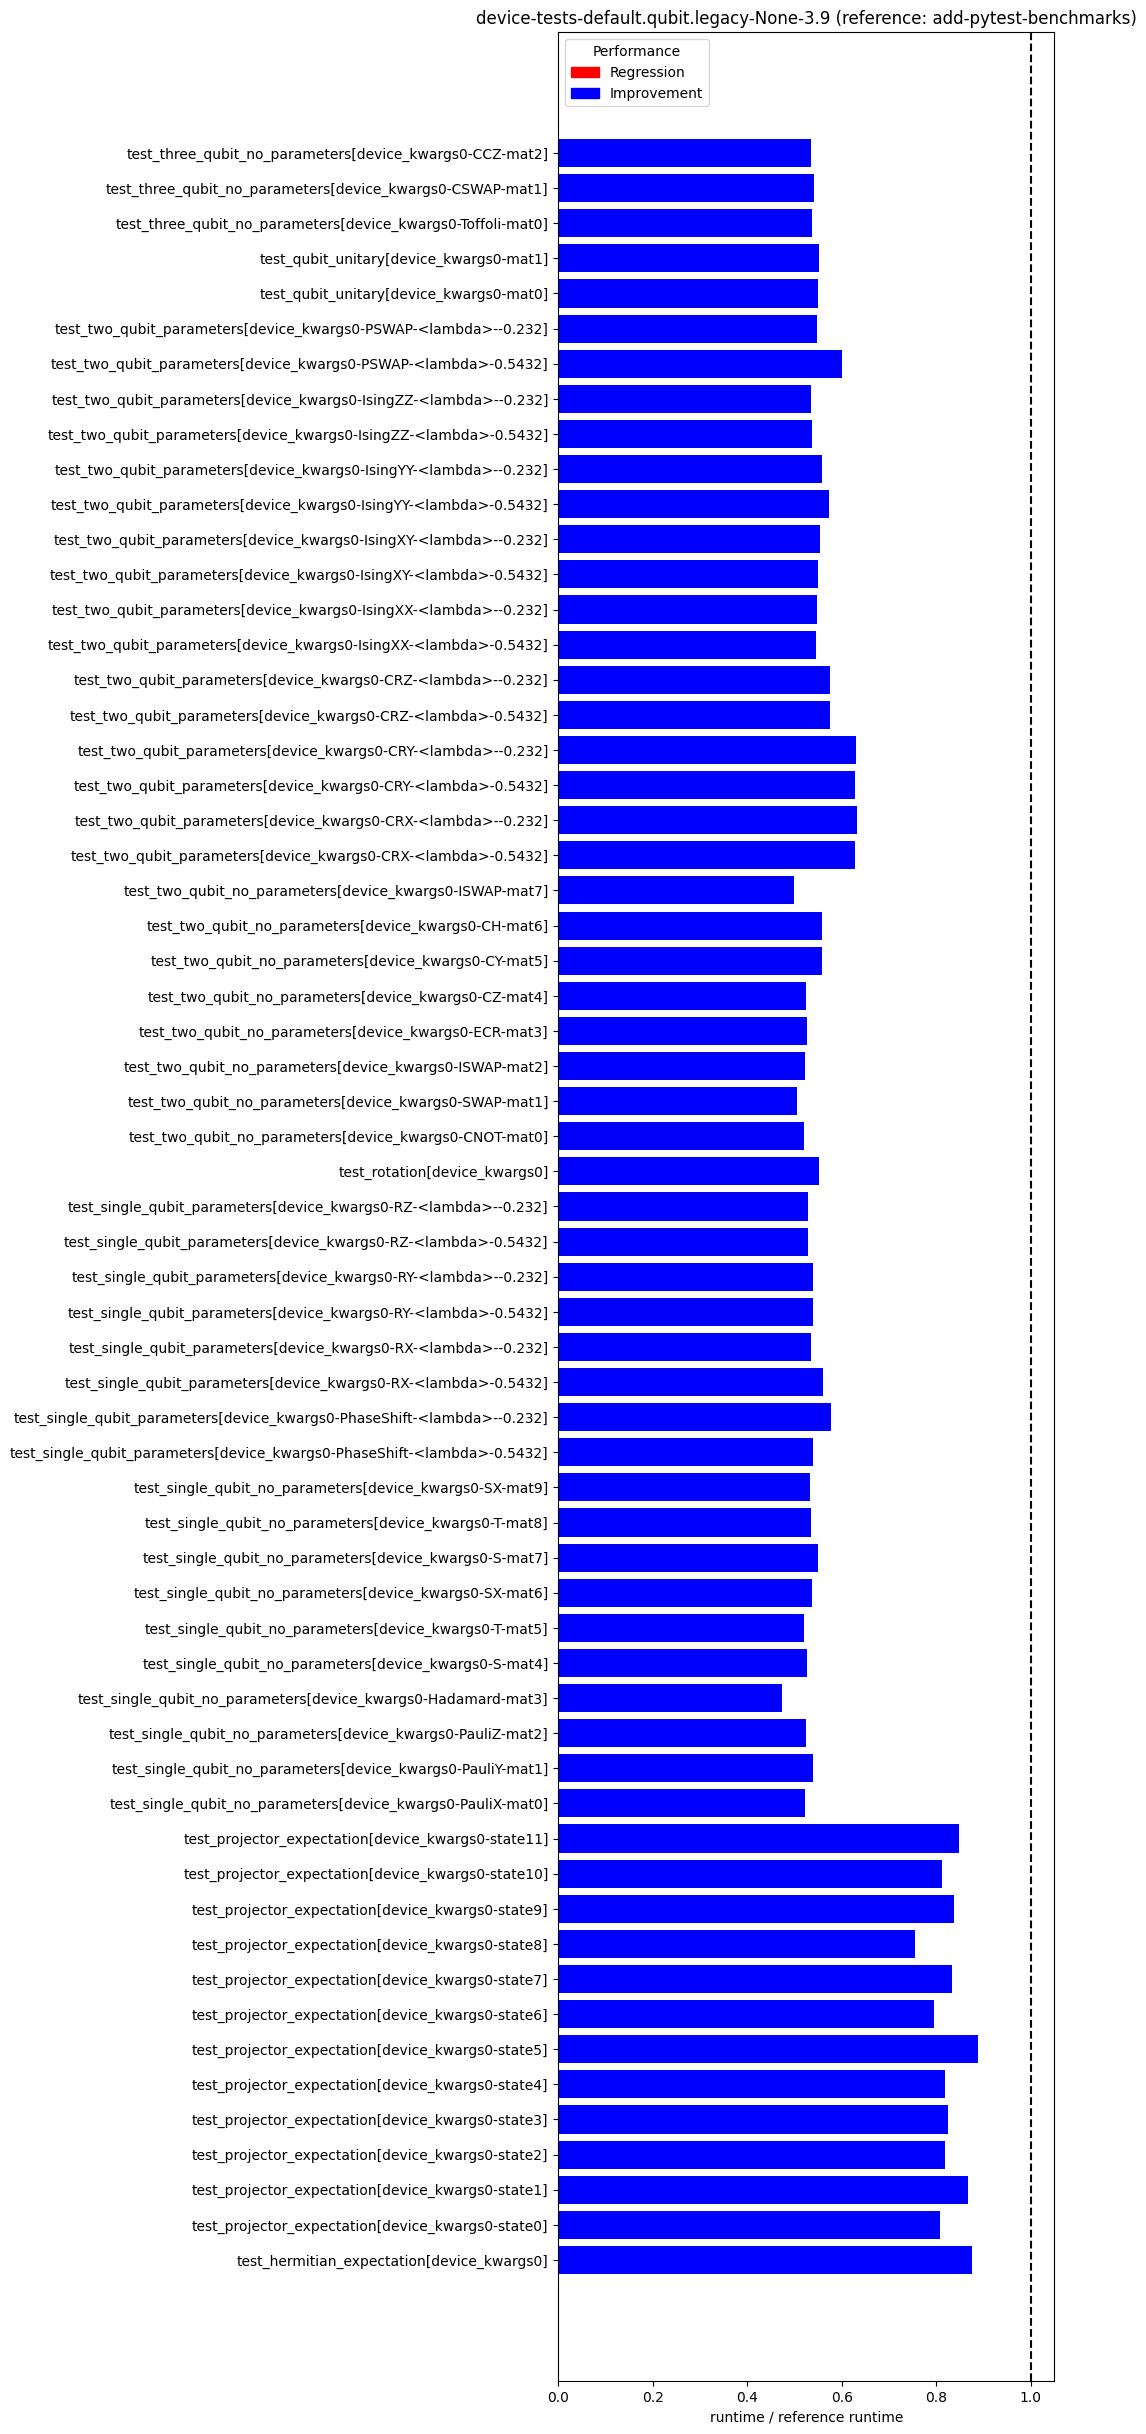 device-tests-default.qubit.legacy-None-3.9 (reference: add-pytest-benchmarks)
Performance
Regression
Improvement
test_three_qubit_no_parameters[device_kwargs0-CCZ-mat2]
test_three_qubit_no_parameters[device_kwargs0-CSWAP-mat1]
test_three_qubit_no_parameters[device_kwargs0-Toffoli-mat0]
test_qubit_unitary[device_kwargs0-mat1]
test_qubit_unitary[device_kwargs0-mat0]
test_two_qubit_parameters[device_kwargs0-PSWAP-<lambda>--0.232]
test_two_qubit_parameters[device_kwargs0-PSWAP-<lambda>-0.5432]
test_two_qubit_parameters[device_kwargs0-IsingZZ-<lambda>--0.232]
test_two_qubit_parameters[device_kwargs0-IsingZZ-<lambda>-0.5432]
test_two_qubit_parameters[device_kwargs0-IsingYY-<lambda>--0.232]
test_two_qubit_parameters[device_kwargs0-IsingYY-<lambda>-0.5432]
test_two_qubit_parameters[device_kwargs0-IsingXY-<lambda>--0.232]
test_two_qubit_parameters[device_kwargs0-IsingXY-<lambda>-0.5432]
test_two_qubit_parameters[device_kwargs0-IsingXX-<lambda>--0.232]
test_two_qubit_parameters[device_kwargs0-IsingXX-<lambda>-0.5432]
test_two_qubit_parameters[device_kwargs0-CRZ-<lambda>--0.232]
test_two_qubit_parameters[device_kwargs0-CRZ-<lambda>-0.5432]
test_two_qubit_parameters[device_kwargs0-CRY-<lambda>--0.232]
test_two_qubit_parameters[device_kwargs0-CRY-<lambda>-0.5432]
test_two_qubit_parameters[device_kwargs0-CRX-<lambda>--0.232]
test_two_qubit_parameters[device_kwargs0-CRX-<lambda>-0.5432]
test_two_qubit_no_parameters[device_kwargs0-ISWAP-mat7]
test_two_qubit_no_parameters[device_kwargs0-CH-mat6]
test_two_qubit_no_parameters[device_kwargs0-CY-mat5]
test_two_qubit_no_parameters[device_kwargs0-CZ-mat4]
test_two_qubit_no_parameters[device_kwargs0-ECR-mat3]
test_two_qubit_no_parameters[device_kwargs0-ISWAP-mat2]
test_two_qubit_no_parameters[device_kwargs0-SWAP-mat1]
test_two_qubit_no_parameters[device_kwargs0-CNOT-mat0]
test_rotation[device_kwargs0]
test_single_qubit_parameters[device_kwargs0-RZ-<lambda>--0.232]
test_single_qubit_parameters[device_kwargs0-RZ-<lambda>-0.5432]
test_single_qubit_parameters[device_kwargs0-RY-<lambda>--0.232]
test_single_qubit_parameters[device_kwargs0-RY-<lambda>-0.5432]
test_single_qubit_parameters[device_kwargs0-RX-<lambda>--0.232]
test_single_qubit_parameters[device_kwargs0-RX-<lambda>-0.5432]
test_single_qubit_parameters[device_kwargs0-PhaseShift-<lambda>--0.232]
test_single_qubit_parameters[device_kwargs0-PhaseShift-<lambda>-0.5432]
test_single_qubit_no_parameters[device_kwargs0-SX-mat9]
test_single_qubit_no_parameters[device_kwargs0-T-mat8]
test_single_qubit_no_parameters[device_kwargs0-S-mat7]
test_single_qubit_no_parameters[device_kwargs0-SX-mat6]
test_single_qubit_no_parameters[device_kwargs0-T-mat5]
test_single_qubit_no_parameters[device_kwargs0-S-mat4]
test_single_qubit_no_parameters[device_kwargs0-Hadamard-mat3]
test_single_qubit_no_parameters[device_kwargs0-PauliZ-mat2]
test_single_qubit_no_parameters[device_kwargs0-PauliY-mat1]
test_single_qubit_no_parameters[device_kwargs0-PauliX-mat0]
test_projector_expectation[device_kwargs0-state11]
test_projector_expectation[device_kwargs0-state10]
test_projector_expectation[device_kwargs0-state9]
test_projector_expectation[device_kwargs0-state8]
test_projector_expectation[device_kwargs0-state7]
test_projector_expectation[device_kwargs0-state6]
test_projector_expectation[device_kwargs0-state5]
test_projector_expectation[device_kwargs0-state4]
test_projector_expectation[device_kwargs0-state3]
test_projector_expectation[device_kwargs0-state2]
test_projector_expectation[device_kwargs0-state1]
test_projector_expectation[device_kwargs0-state0]
test_hermitian_expectation[device_kwargs0]
0.0 0.2 0.4 0.6 0.8 1.0
runtime / reference runtime